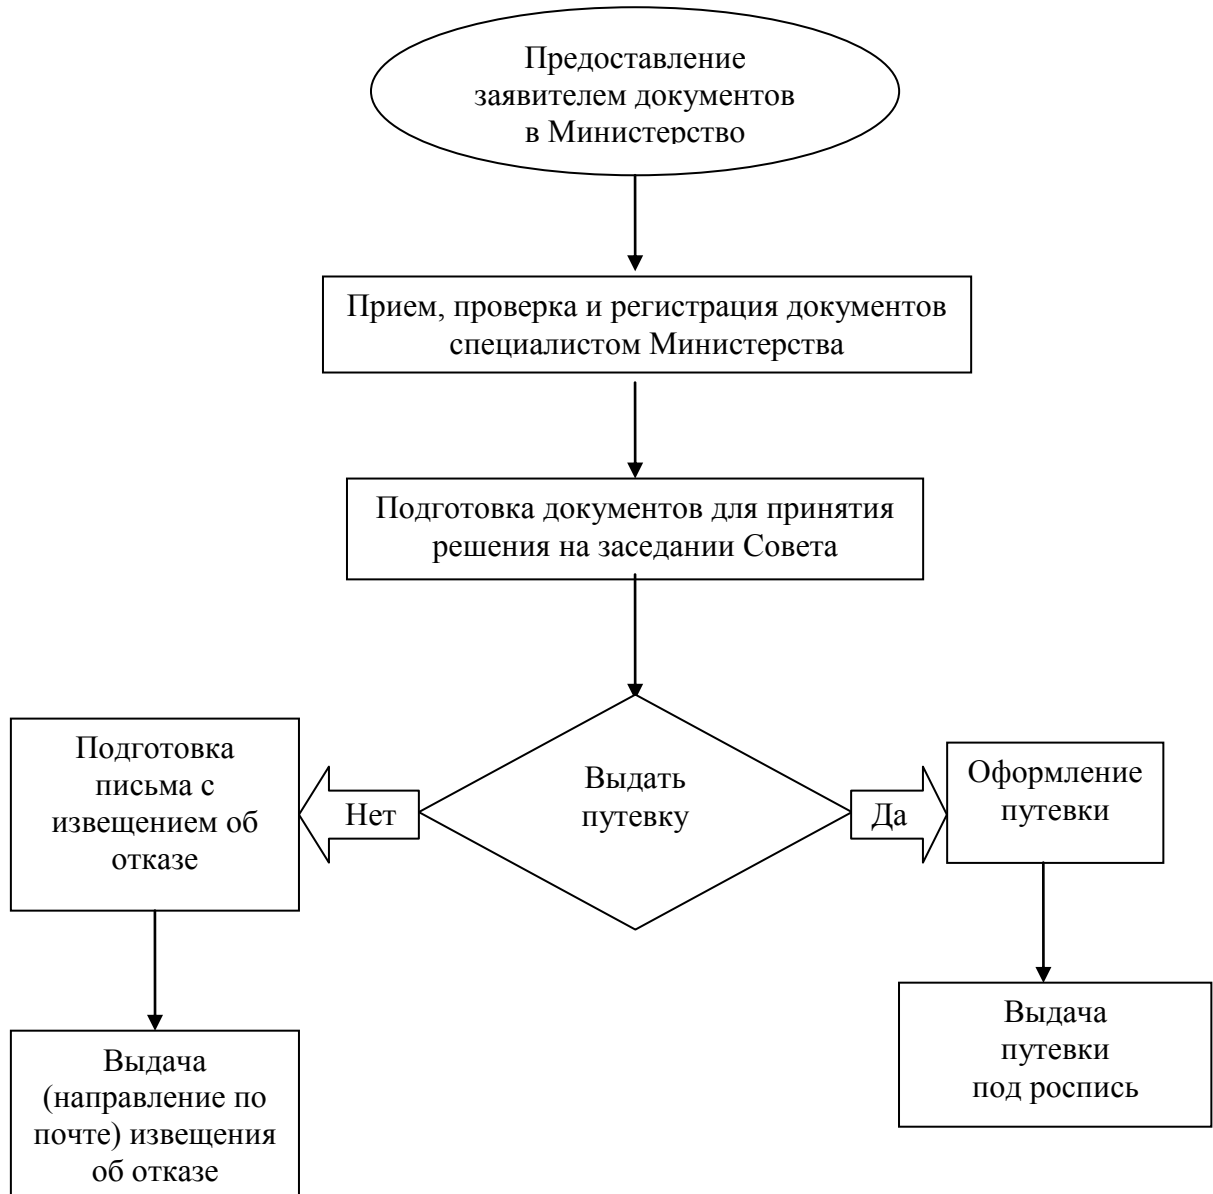 Предоставление
заявителем документов
в Министерство
Прием, проверка и регистрация документов
специалистом Министерства
Подготовка документов для принятия
решения на заседании Совета
Подготовка
письма с
извещением об
отказе
Нет
Выдать
путевку
Да
Оформление
путевки
Выдача
(направление по
почте) извещения
об отказе
Выдача
путевки
под роспись